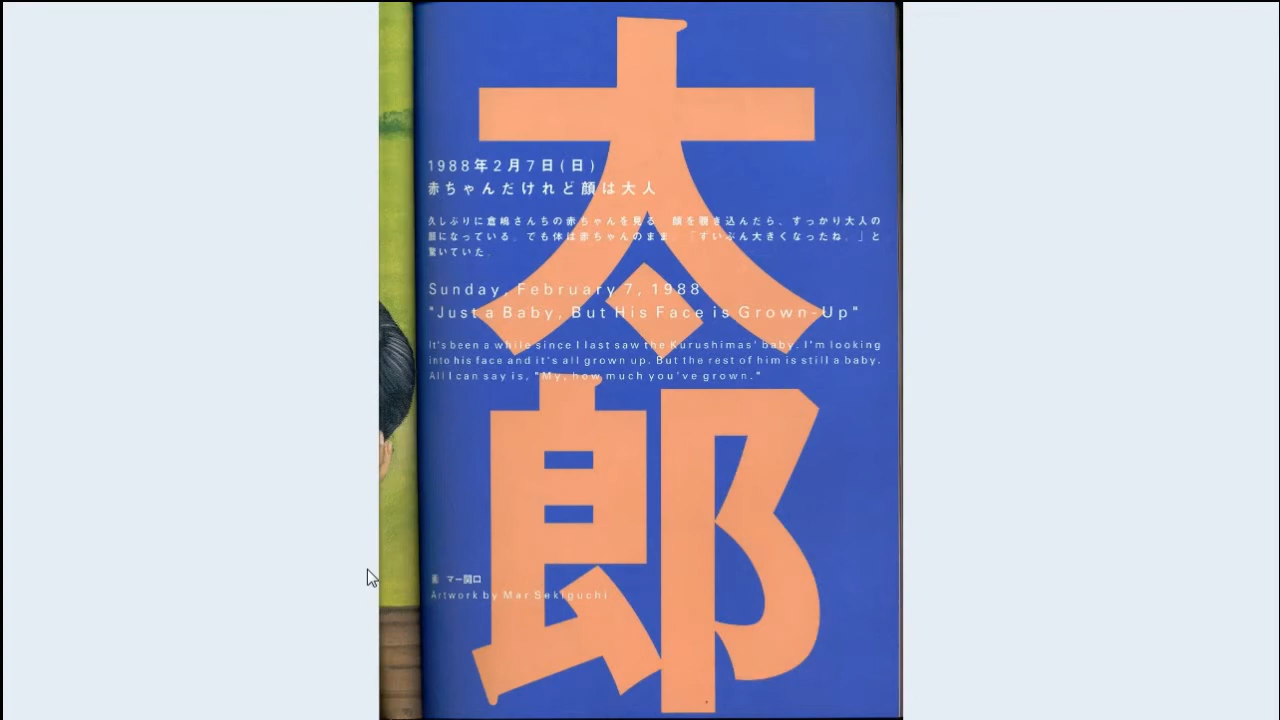 太郎
1988年2月7日(日)
赤ちゃんだけれど顔は大人
久しぶりに倉嶋さんちの赤ちゃんを見る。顔を覗き込んだら、すっかり大人の
顔になっている。でも体は赤ちゃんのまま。「ずいぶん大きくなったね。」と
驚いていた。
Sunday, February 7, 1988
"Just a Baby, But His Face is Grown-Up"
It's been a while since I last saw the Kurushimas' baby. I'm looking
into his face and it's all grown up. But the rest of him is still a baby.
All I can say is, "My, how much you've grown."
画 マー関口
Artwork by Mar Sekiguchi